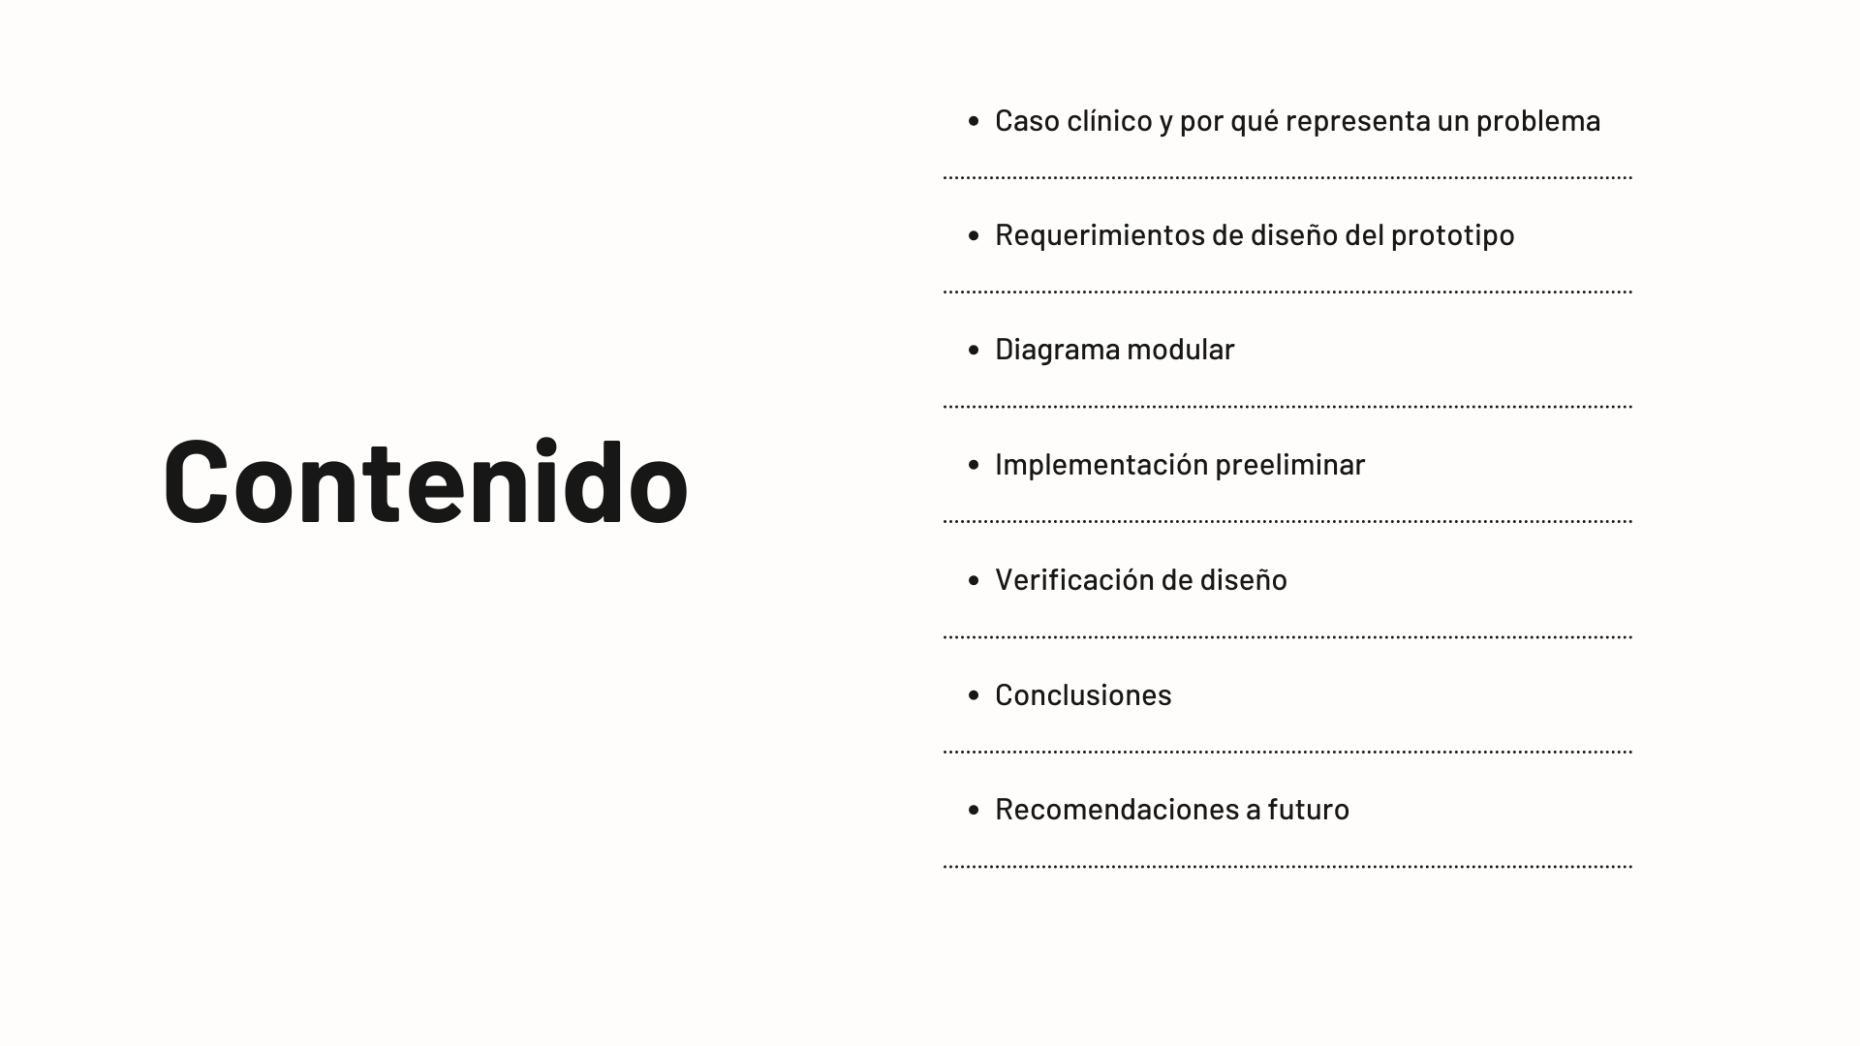 Contenido
• Caso clínico y por qué representa un problema
• Requerimientos de diseño del prototipo
• Diagrama modular
• Implementación preeliminar
• Verificación de diseño
• Conclusiones
• Recomendaciones a futuro